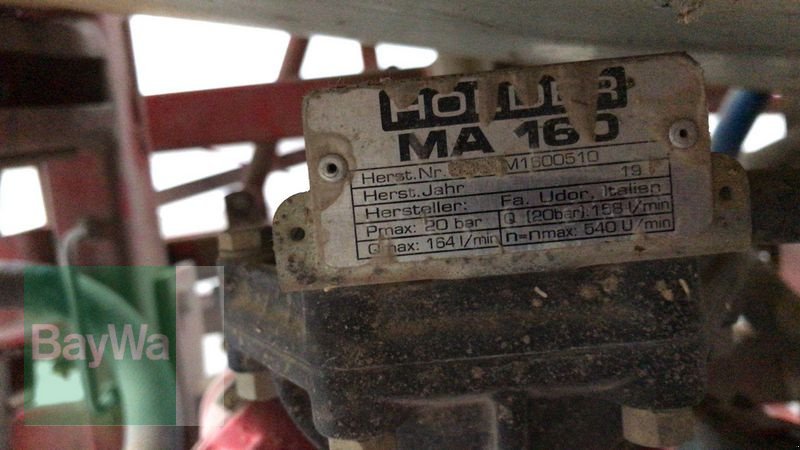 HOLDER
MA 160
Herst.Nr. M1600510
Herst.Jahr 19
Hersteller: Fa. Udor, Italien
Pmax: 20 bar Q (20bar):158 l/min
Qmax: 164 l/min n=nmax: 540 U/min
BayWa